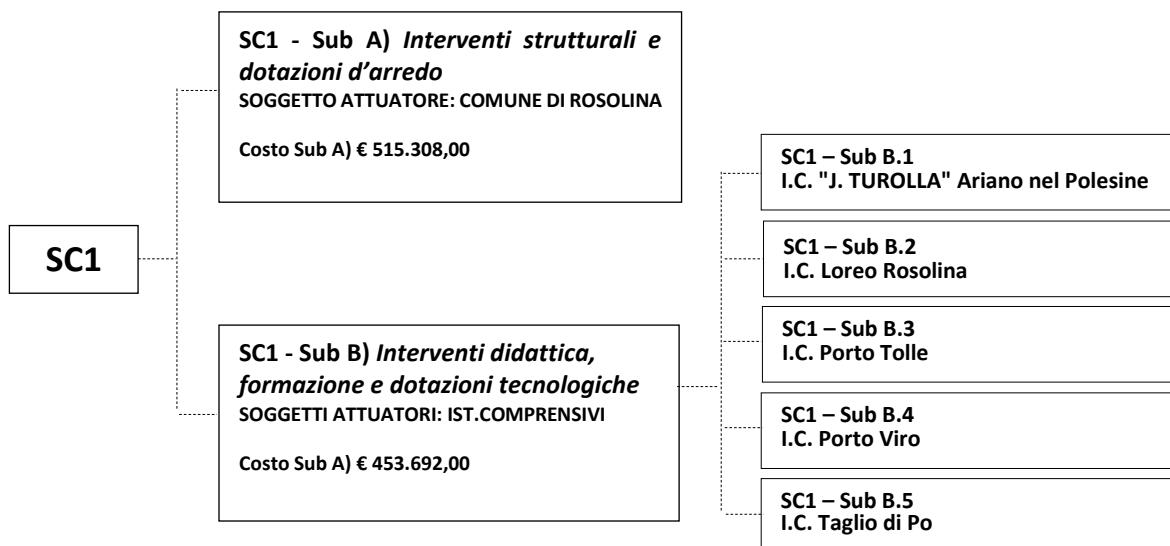 SC1
SC1 - Sub A) Interventi strutturali e
dotazioni d'arredo
SOGGETTO ATTUATORE: COMUNE DI ROSOLINA
Costo Sub A) € 515.308,00
SC1 - Sub B) Interventi didattica,
formazione e dotazioni tecnologiche
SOGGETTI ATTUATORI: IST.COMPRENSIVI
Costo Sub A) € 453.692,00
SC1 – Sub B.1
I.C. "J. TUROLLA" Ariano nel Polesine
SC1 – Sub B.2
I.C. Loreo Rosolina
SC1 – Sub B.3
I.C. Porto Tolle
SC1 – Sub B.4
I.C. Porto Viro
SC1 – Sub B.5
I.C. Taglio di Po